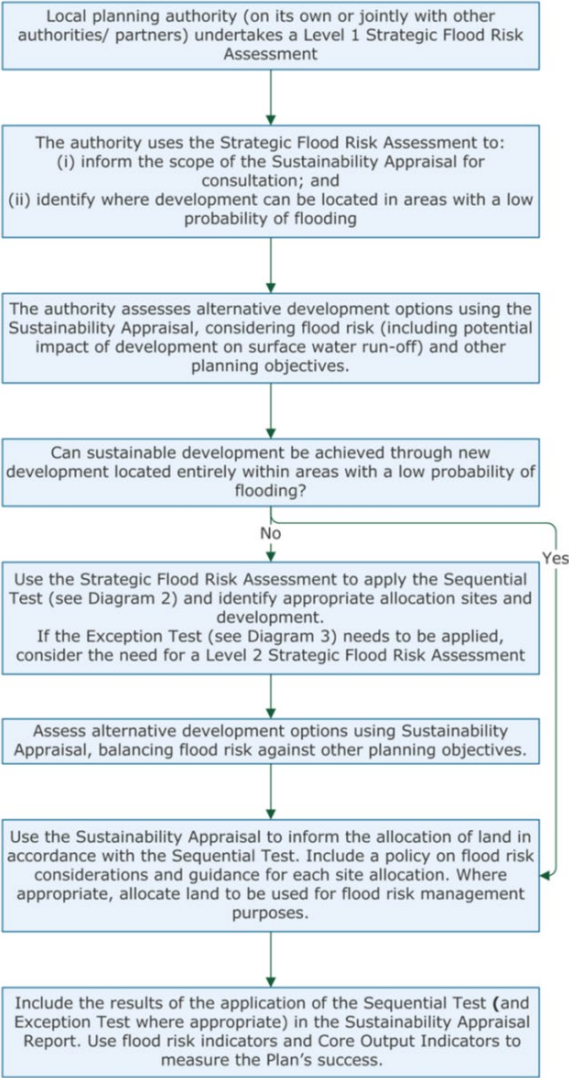 Local planning authority (on its own or jointly with other
authorities/ partners) undertakes a Level 1 Strategic Flood Risk
Assessment
The authority uses the Strategic Flood Risk Assessment to:
(i) inform the scope of the Sustainability Appraisal for
consultation; and
(ii) identify where development can be located in areas with a low
probability of flooding
The authority assesses alternative development options using the
Sustainability Appraisal, considering flood risk (including potential
impact of development on surface water run-off) and other
planning objectives.
Can sustainable development be achieved through new
development located entirely within areas with a low probability of
flooding?
No
Yes
Use the Strategic Flood Risk Assessment to apply the Sequential
Test (see Diagram 2) and identify appropriate allocation sites and
development.
If the Exception Test (see Diagram 3) needs to be applied,
consider the need for a Level 2 Strategic Flood Risk Assessment
Assess alternative development options using Sustainability
Appraisal, balancing flood risk against other planning objectives.
Use the Sustainability Appraisal to inform the allocation of land in
accordance with the Sequential Test. Include a policy on flood risk
considerations and guidance for each site allocation. Where
appropriate, allocate land to be used for flood risk management
purposes.
Include the results of the application of the Sequential Test (and
Exception Test where appropriate) in the Sustainability Appraisal
Report. Use flood risk indicators and Core Output Indicators to
measure the Plan's success.